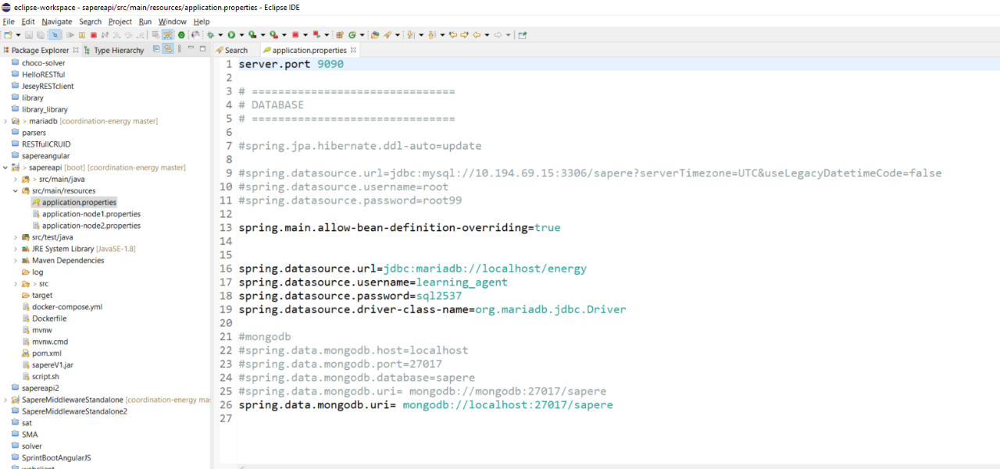 eclipse-workspace - sapereapi/src/main/resources/application.properties - Eclipse IDE
File Edit Navigate Search Project Run Window Help
Package Explorer Type Hierarchy
choco-solver
HelloRESTful
JeseyRESTclient
library
library_library
> mariadb [coordination-energy master]
parsers
RESTfullCRUID
sapereangular
> sapereapi [boot] [coordination-energy master]
> src/main/java
src/main/resources
application.properties
application-node1.properties
application-node2.properties
src/test/java
JRE System Library [JavaSE-1.8]
Maven Dependencies
log
> src
target
docker-compose.yml
Dockerfile
mvnw
mvnw.cmd
pom.xml
sapereV1.jar
script.sh
sapereapi2
SapereMiddlewareStandalone [coordination-energy
SapereMiddlewareStandalone2
sat
SMA
solver
SprintBootAngularJS
Search application.properties
1 server.port 9090
2
3 # ===============================
4 # DATABASE
5 # ===============================
6
7 #spring.jpa.hibernate.ddl-auto=update
8
9 #spring.datasource.url=jdbc:mysql://10.194.69.15:3306/sapere?serverTimezone=UTC&useLegacyDatetimeCode=false
10 #spring.datasource.username=root
11 #spring.datasource.password=root99
12
13 spring.main.allow-bean-definition-overriding=true
14
15
16 spring.datasource.url=jdbc:mariadb://localhost/energy
17 spring.datasource.username=learning_agent
18 spring.datasource.password=sql2537
19 spring.datasource.driver-class-name=org.mariadb.jdbc.Driver
20
21 #mongodb
22 #spring.data.mongodb.host=localhost
23 #spring.data.mongodb.port=27017
24 #spring.data.mongodb.database=sapere
25 #spring.data.mongodb.uri= mongodb://mongodb:27017/sapere
26 spring.data.mongodb.uri= mongodb://localhost:27017/sapere
27